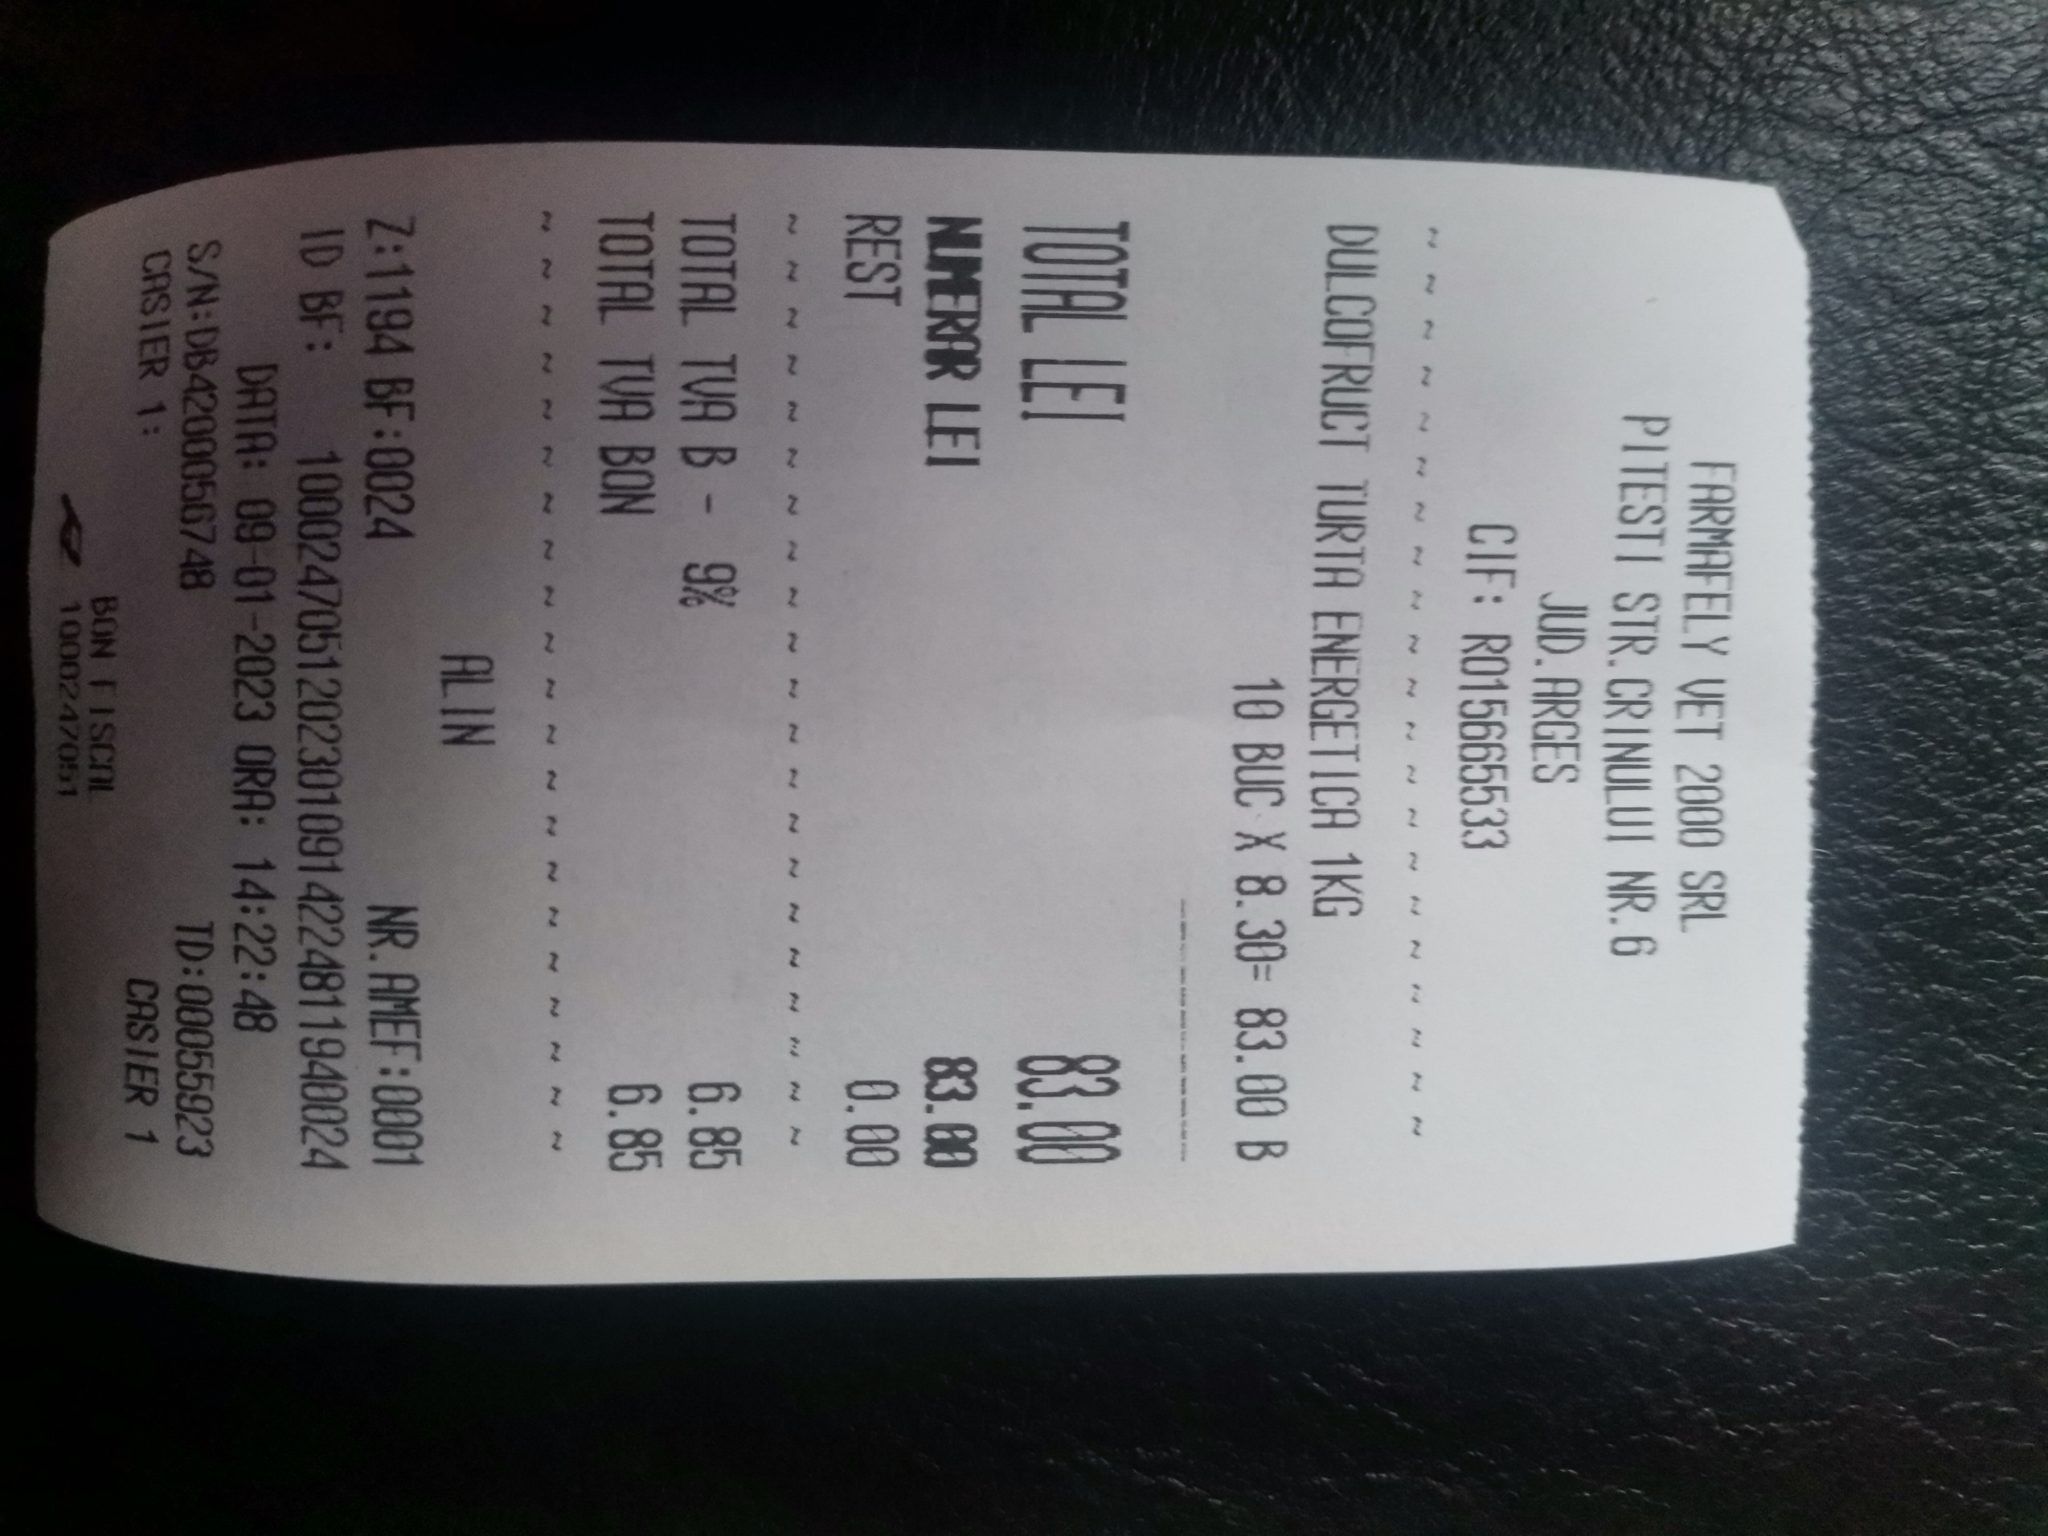 FARMAFELY VET 2000 SRL
PITESTI STR.CRINULUI NR.6
JUD.ARGES
CIF: RO15665533
~ ~ ~ ~ ~ ~ ~ ~ ~ ~ ~ ~ ~ ~ ~ ~ ~ ~ ~ ~
DULCOFRUCT TURTA ENERGETICA 1KG
10 BUC X 8.30= 83.00 B
TOTAL LEI 83.00
NUMERAR LEI 83.00
REST 0.00
~ ~ ~ ~ ~ ~ ~ ~ ~ ~ ~ ~ ~ ~ ~ ~ ~ ~ ~ ~ ~
TOTAL TVA B - 9% 6.85
TOTAL TVA BON 6.85
~ ~ ~ ~ ~ ~ ~ ~ ~ ~ ~ ~ ~ ~ ~ ~ ~ ~ ~ ~ ~
ALIN
Z:1194 BF:0024 NR.AMEF:0001
ID BF: 1000247051202301091422481194​0024
DATA: 09-01-2023 ORA: 14:22:48
S/N:DB4200056748 TD:00055923
CASIER 1: CASIER 1
BON FISCAL
1000247051